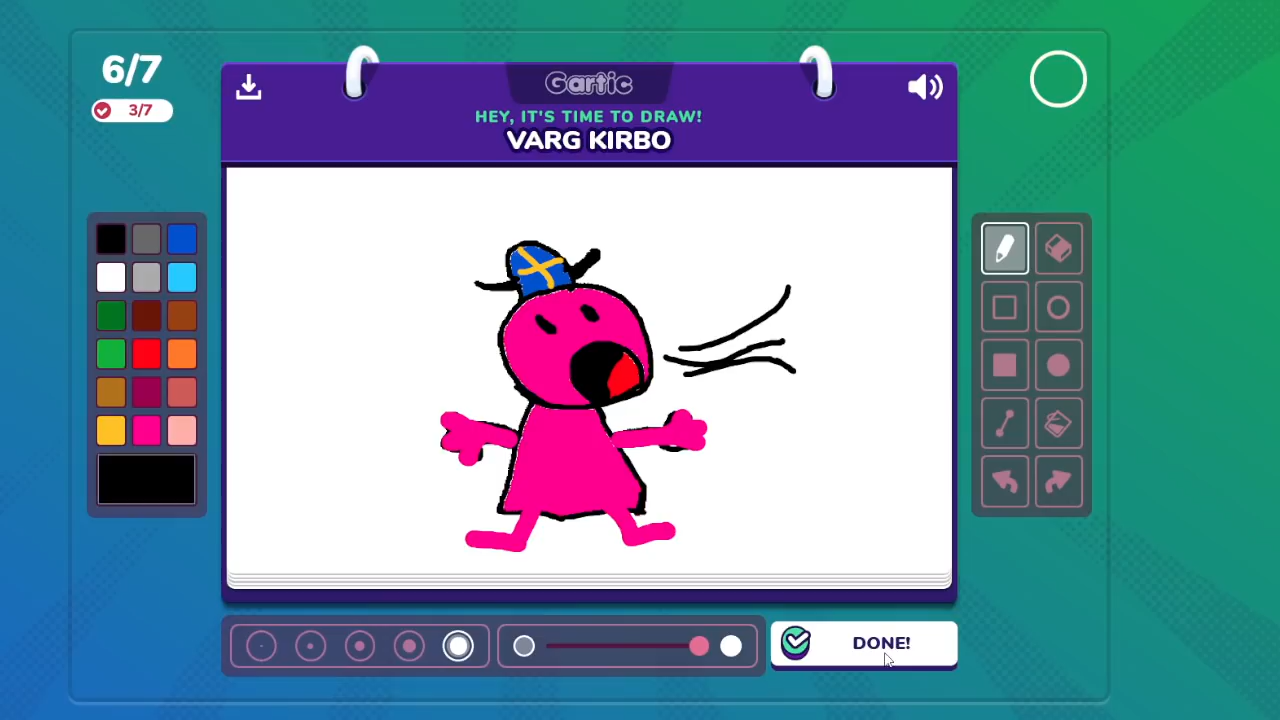 6/7
3/7
Gartic
HEY, IT'S TIME TO DRAW!
VARG KIRBO
DONE!